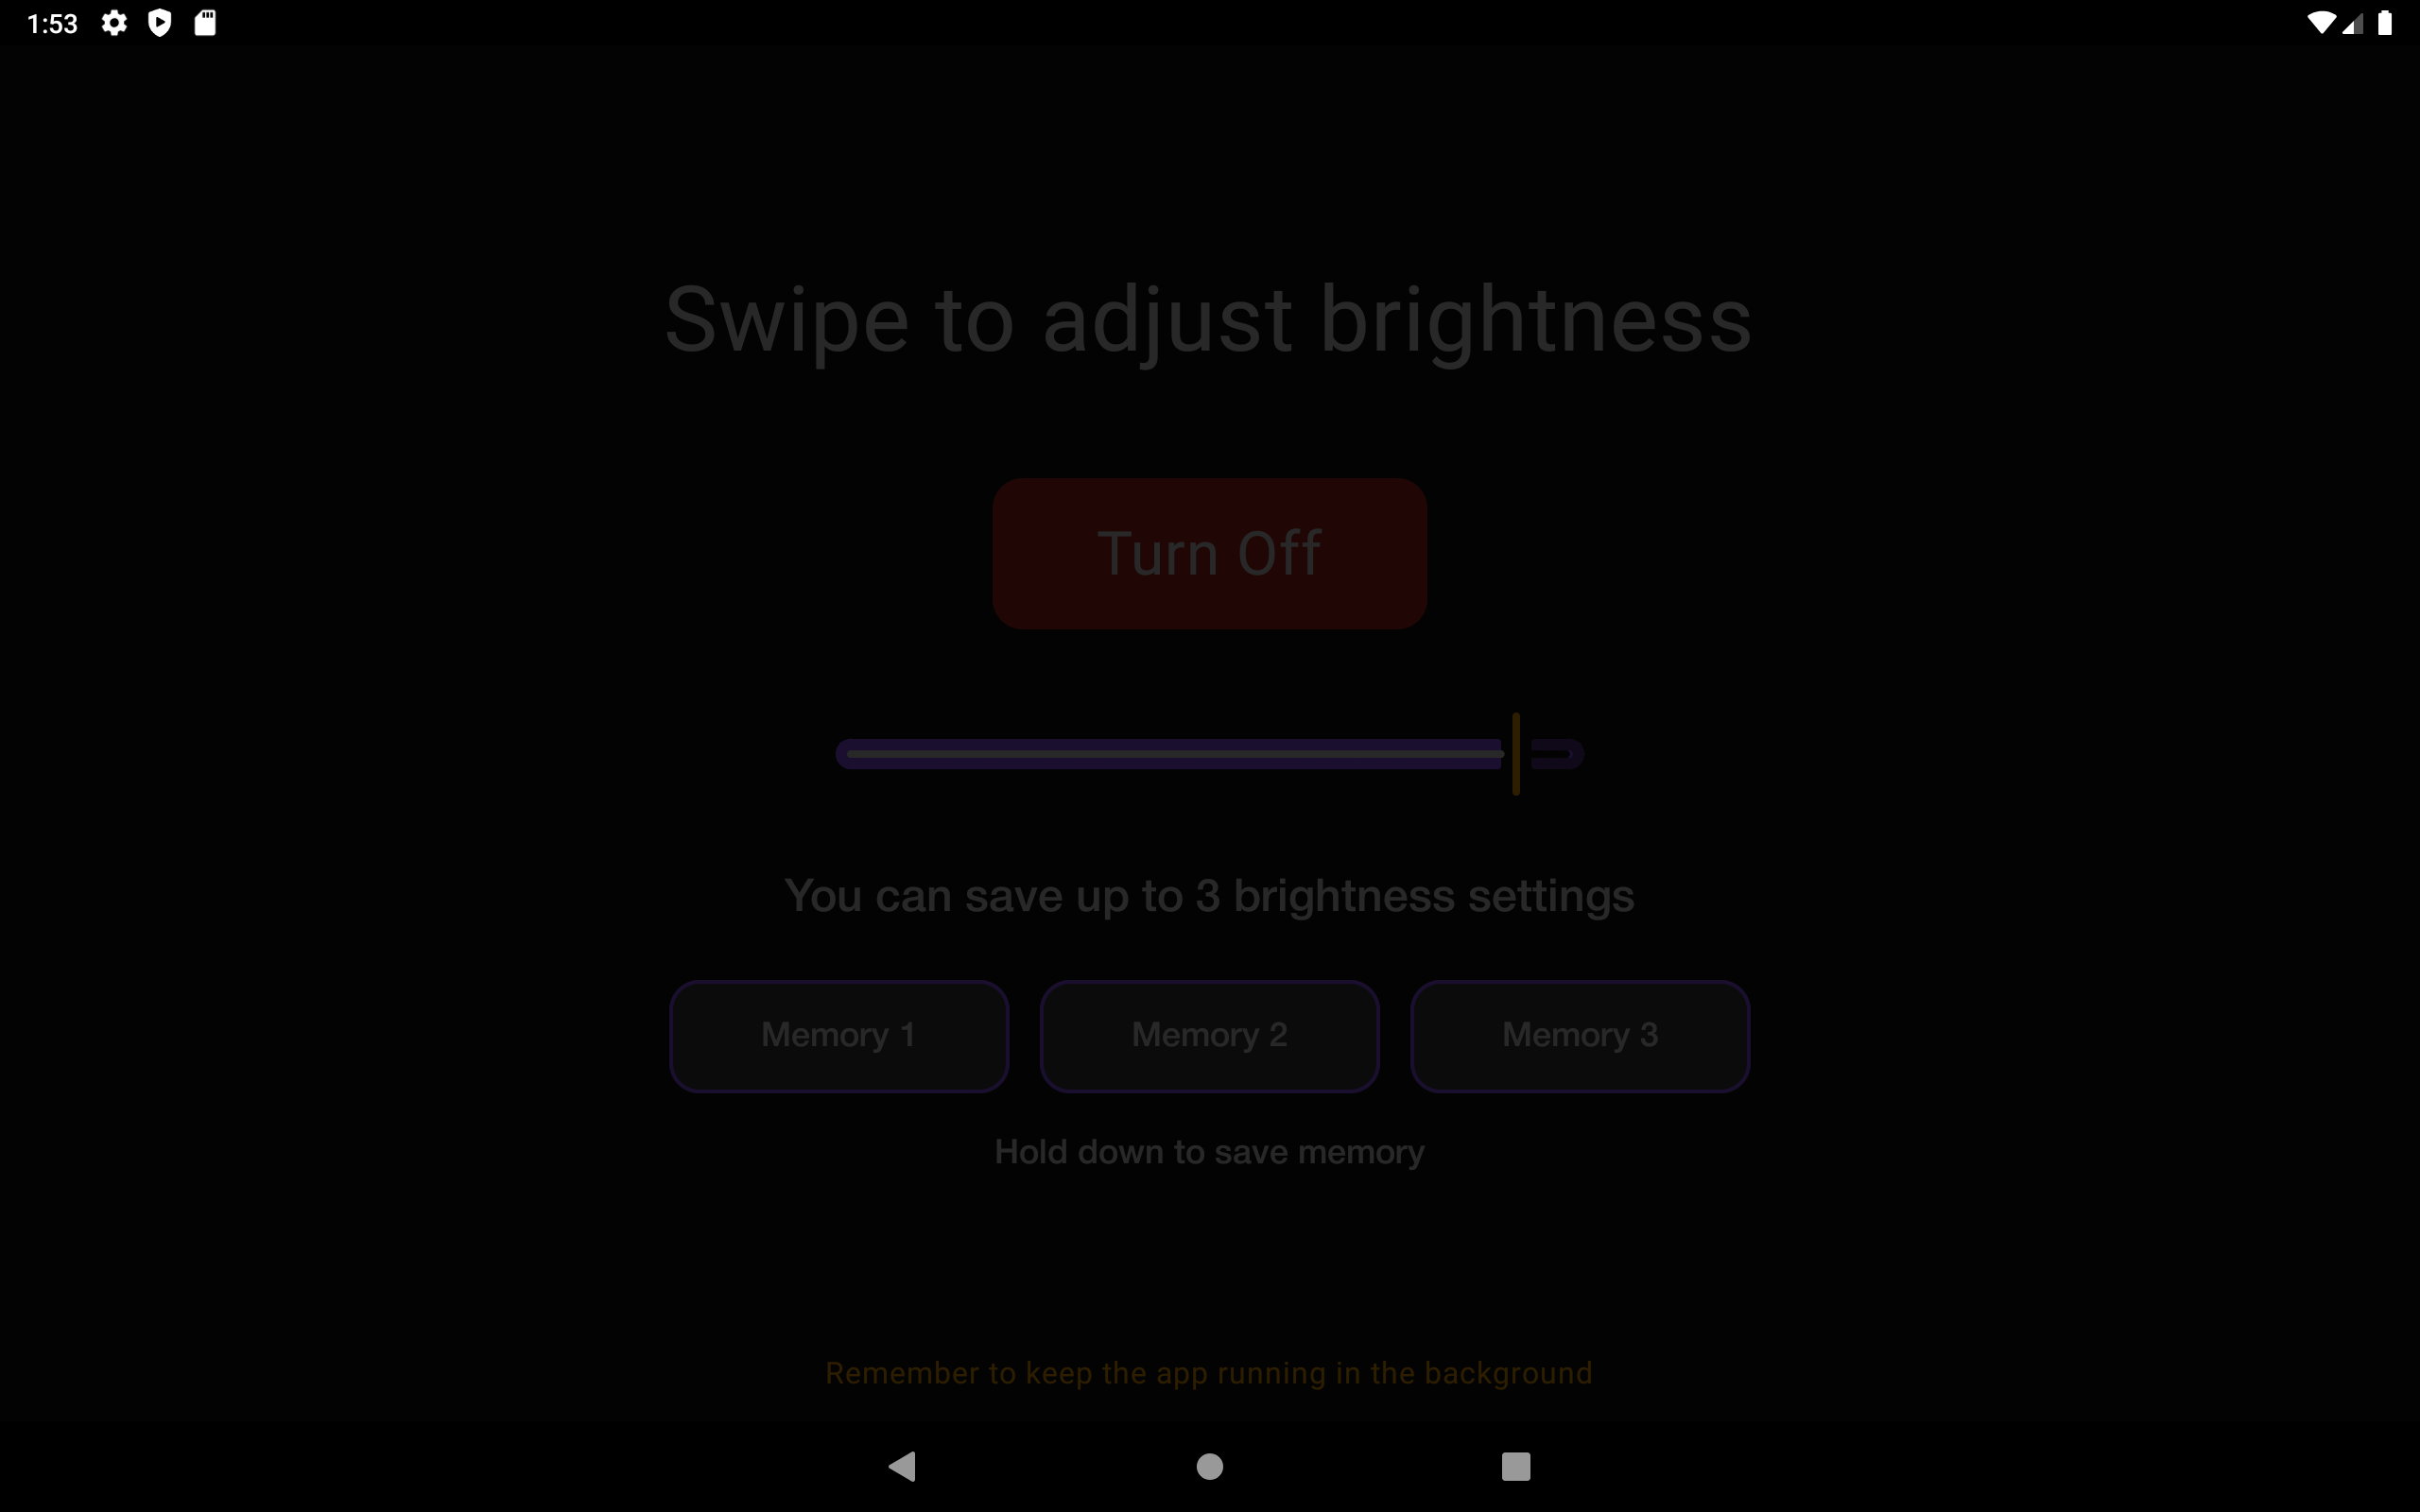 1:53
Swipe to adjust brightness
Turn Off
You can save up to 3 brightness settings
Memory 1
Memory 2
Memory 3
Hold down to save memory
Remember to keep the app running in the background